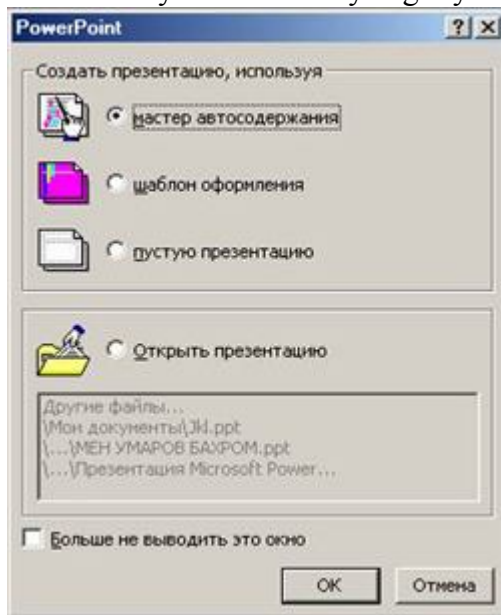 PowerPoint
Создать презентацию, используя
мастер автосодержания
шаблон оформления
пустую презентацию
Открыть презентацию
Другие файлы...
\Мои документы\Jkl.ppt
\...\МЕН УМАРОВ БАХРОМ.ppt
\...\Презентация Microsoft Power...
Больше не выводить это окно
OK Отмена